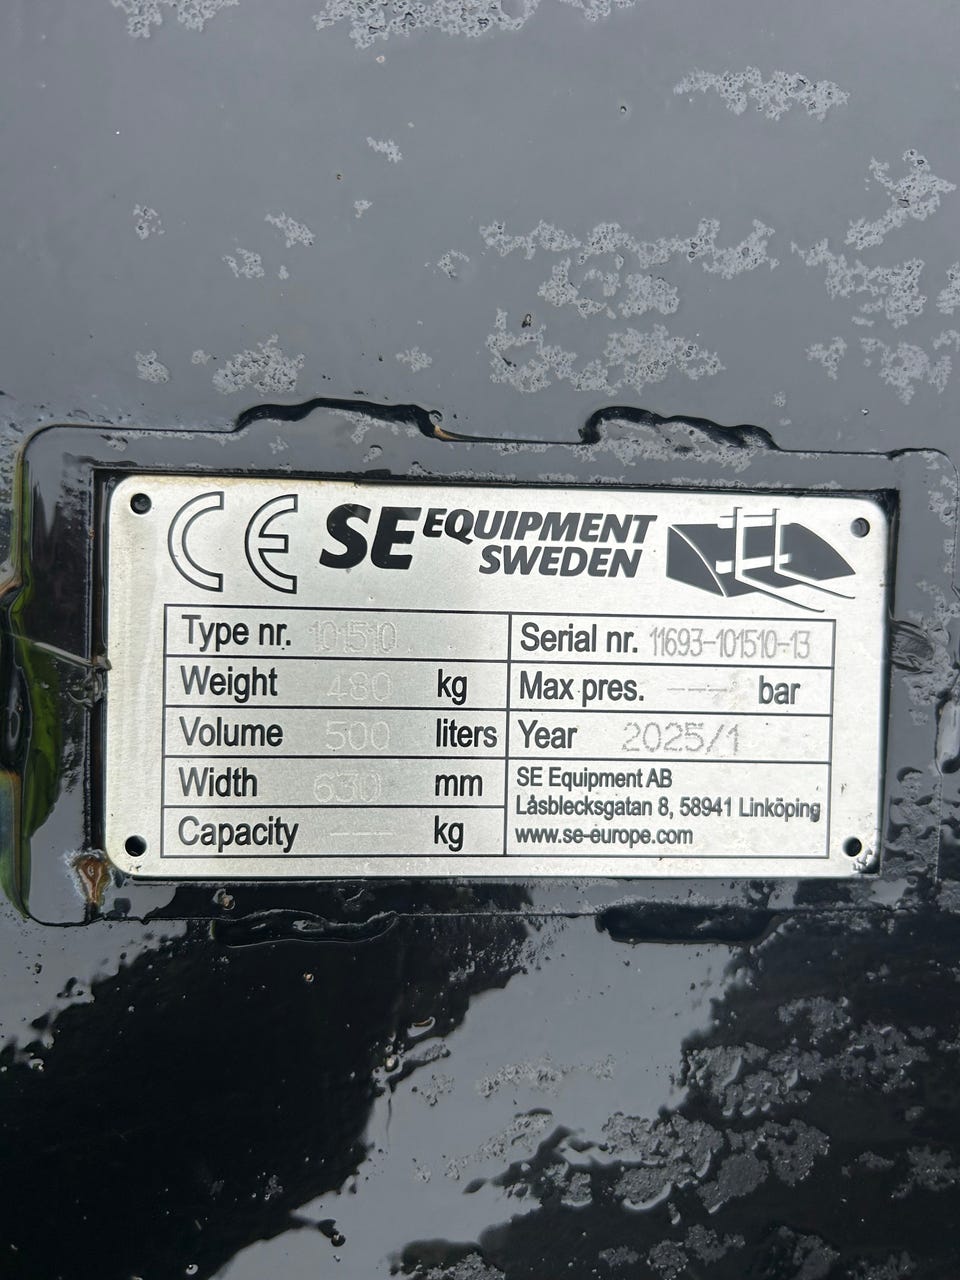 CE SE EQUIPMENT
SWEDEN
Type nr. 101510
Serial nr. 11693-101510-13
Weight 480 kg
Max pres. ---- bar
Volume 500 liters
Year 2025/1
Width 630 mm
Capacity --- kg
SE Equipment AB
Låsblecksgatan 8, 58941 Linköping
www.se-europe.com